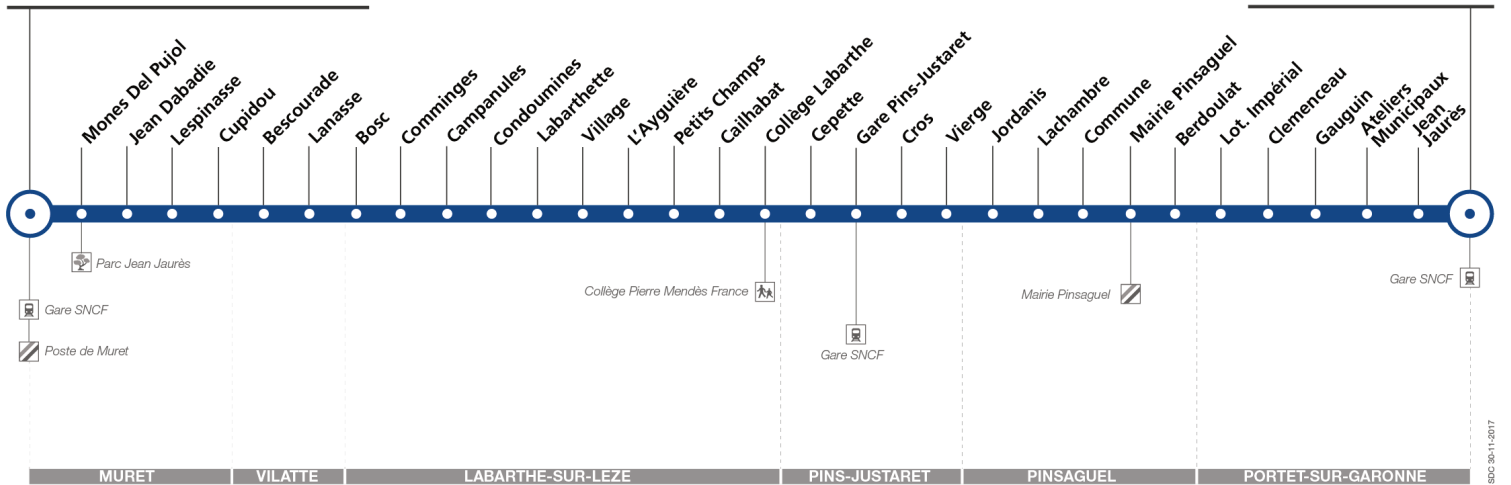 Mones Del Pujol
Jean Dabadie
Lespinasse
Cupidou
Bescourade
Lanasse
Bosc
Comminges
Campanules
Condoumines
Labarthette
Village
L'Ayguière
Petits Champs
Cailhabat
Collège Labarthe
Cepette
Gare Pins-Justaret
Cros
Vierge
Jordanis
Lachambre
Commune
Mairie Pinsaguel
Berdoulat
Lot. Impérial
Clemenceau
Gauguin
Ateliers
Municipaux
Jean
Jaurès
Parc Jean Jaurès
Gare SNCF
Poste de Muret
Collège Pierre Mendès France
Gare SNCF
Mairie Pinsaguel
Gare SNCF
MURET
VILATTE
LABARTHE-SUR-LEZE
PINS-JUSTARET
PINSAGUEL
PORTET-SUR-GARONNE
SDC 30-11-2017